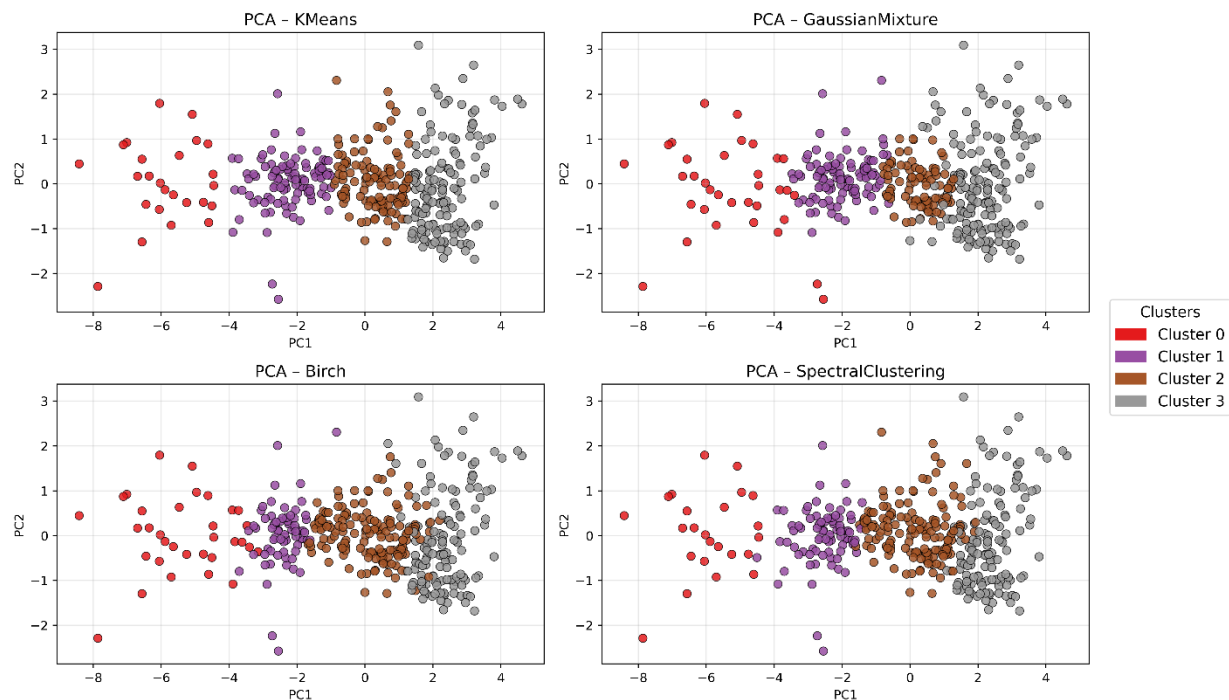 PCA – KMeans
3
2
1
0
−1
−2
PC2
−8 −6 −4 −2 0 2 4
PC1
PCA – GaussianMixture
3
2
1
0
−1
−2
PC2
−8 −6 −4 −2 0 2 4
PC1
PCA – Birch
3
2
1
0
−1
−2
PC2
−8 −6 −4 −2 0 2 4
PC1
PCA – SpectralClustering
3
2
1
0
−1
−2
PC2
−8 −6 −4 −2 0 2 4
PC1
Clusters
Cluster 0
Cluster 1
Cluster 2
Cluster 3